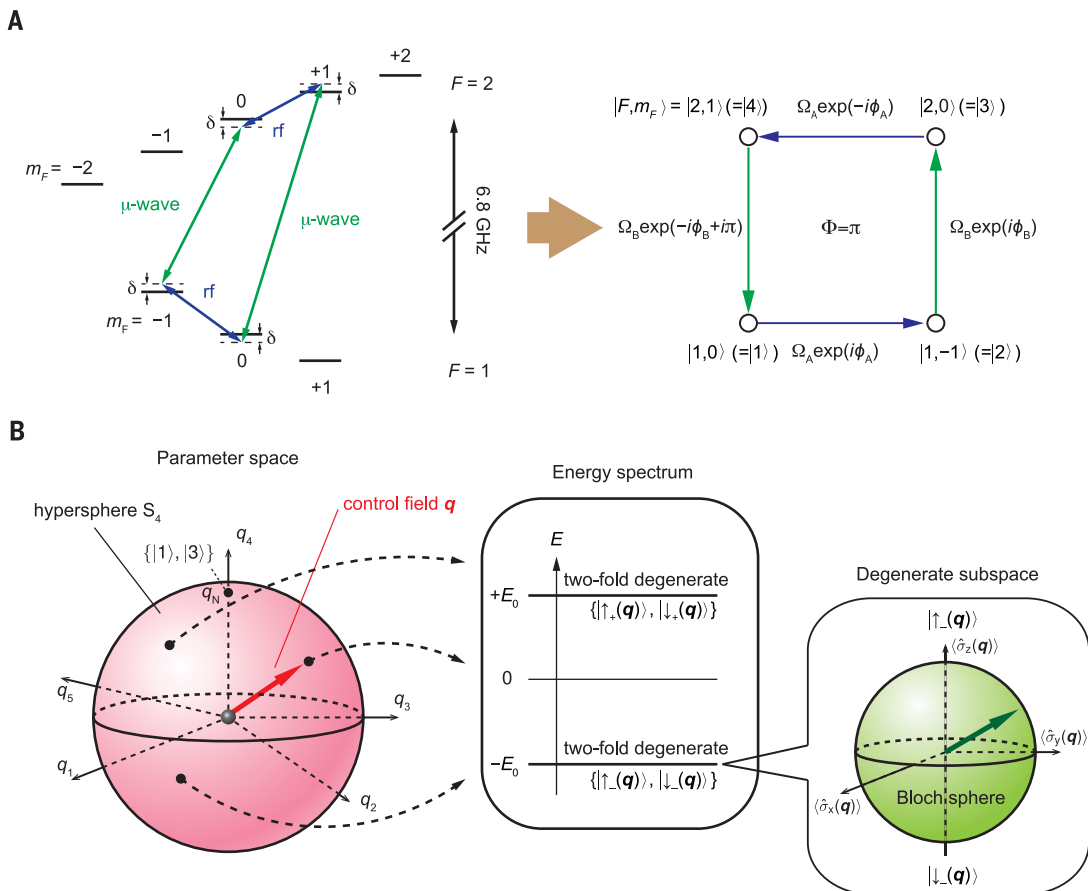 A
+2
+1
δ
F = 2
0
δ
rf
−1
m_F = −2
μ-wave
μ-wave
6.8 GHz
δ
rf
m_F = −1
δ
0
F = 1
+1
|F,m_F⟩ = |2,1⟩ (=|4⟩)
Ω_A exp(−iϕ_A)
|2,0⟩ (=|3⟩)
Ω_B exp(−iϕ_B+iπ)
Φ=π
Ω_B exp(iϕ_B)
|1,0⟩ (=|1⟩)
Ω_A exp(iϕ_A)
|1,−1⟩ (=|2⟩)
B
Parameter space
hypersphere S_4
control field q
{|1⟩, |3⟩}
q_4
q_N
q_5
q_3
q_1
q_2
Energy spectrum
E
+E_0
two-fold degenerate
{|↑_+(q)⟩, |↓_+(q)⟩}
0
two-fold degenerate
−E_0
{|↑_−(q)⟩, |↓_−(q)⟩}
Degenerate subspace
|↑_−(q)⟩
⟨σ̂_z(q)⟩
⟨σ̂_y(q)⟩
⟨σ̂_x(q)⟩
Bloch sphere
|↓_−(q)⟩